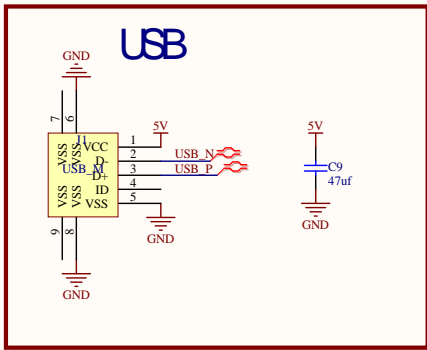 USB
GND
7
6
J1
5V
5V
VSS
VSS
VCC
1
D-
2
USB_N
USB_M
D+
3
USB_P
C9
ID
4
47uf
VSS
VSS
VSS
5
9
8
GND
GND
GND